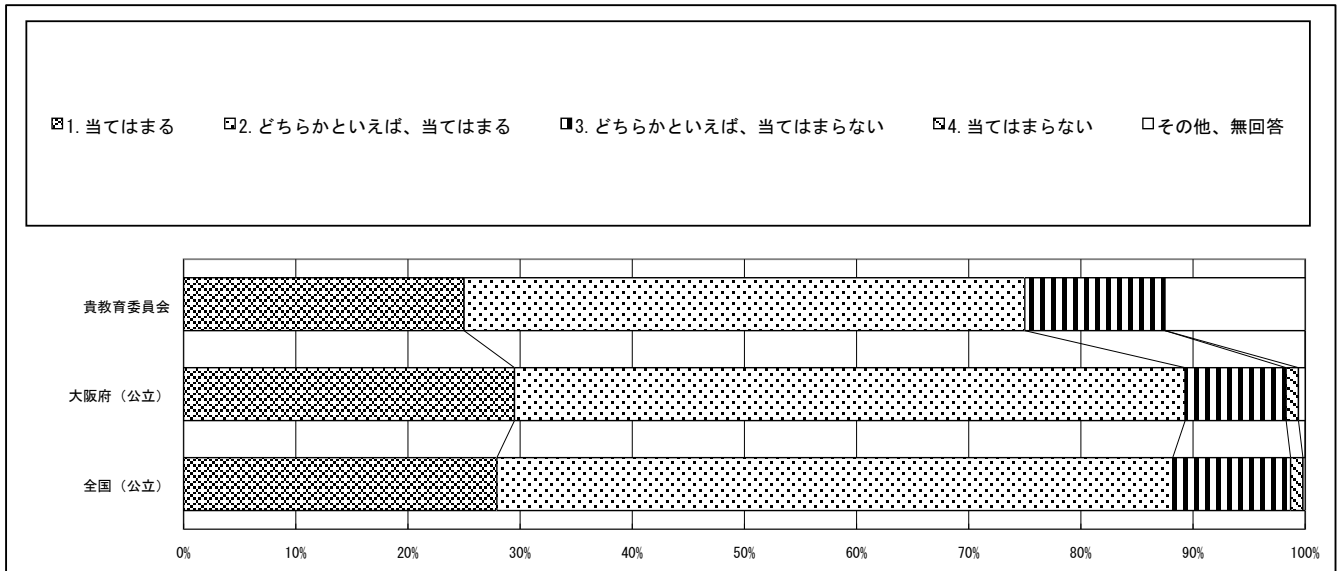 1. 当てはまる 2. どちらかといえば、当てはまる 3. どちらかといえば、当てはまらない 4. 当てはまらない その他、無回答
貴教育委員会
大阪府（公立）
全国（公立）
0% 10% 20% 30% 40% 50% 60% 70% 80% 90% 100%